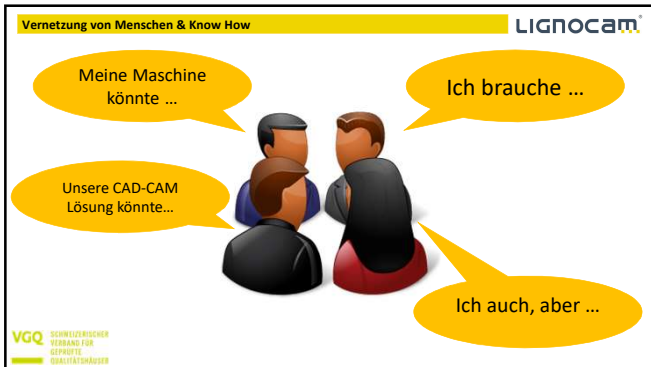 Vernetzung von Menschen & Know How
LIGNOCam
Meine Maschine
könnte ...
Ich brauche ...
Unsere CAD-CAM
Lösung könnte...
Ich auch, aber ...
VGQ
SCHWEIZERISCHER
VERBAND FÜR
GEPRÜFTE
QUALITÄTSHÄUSER